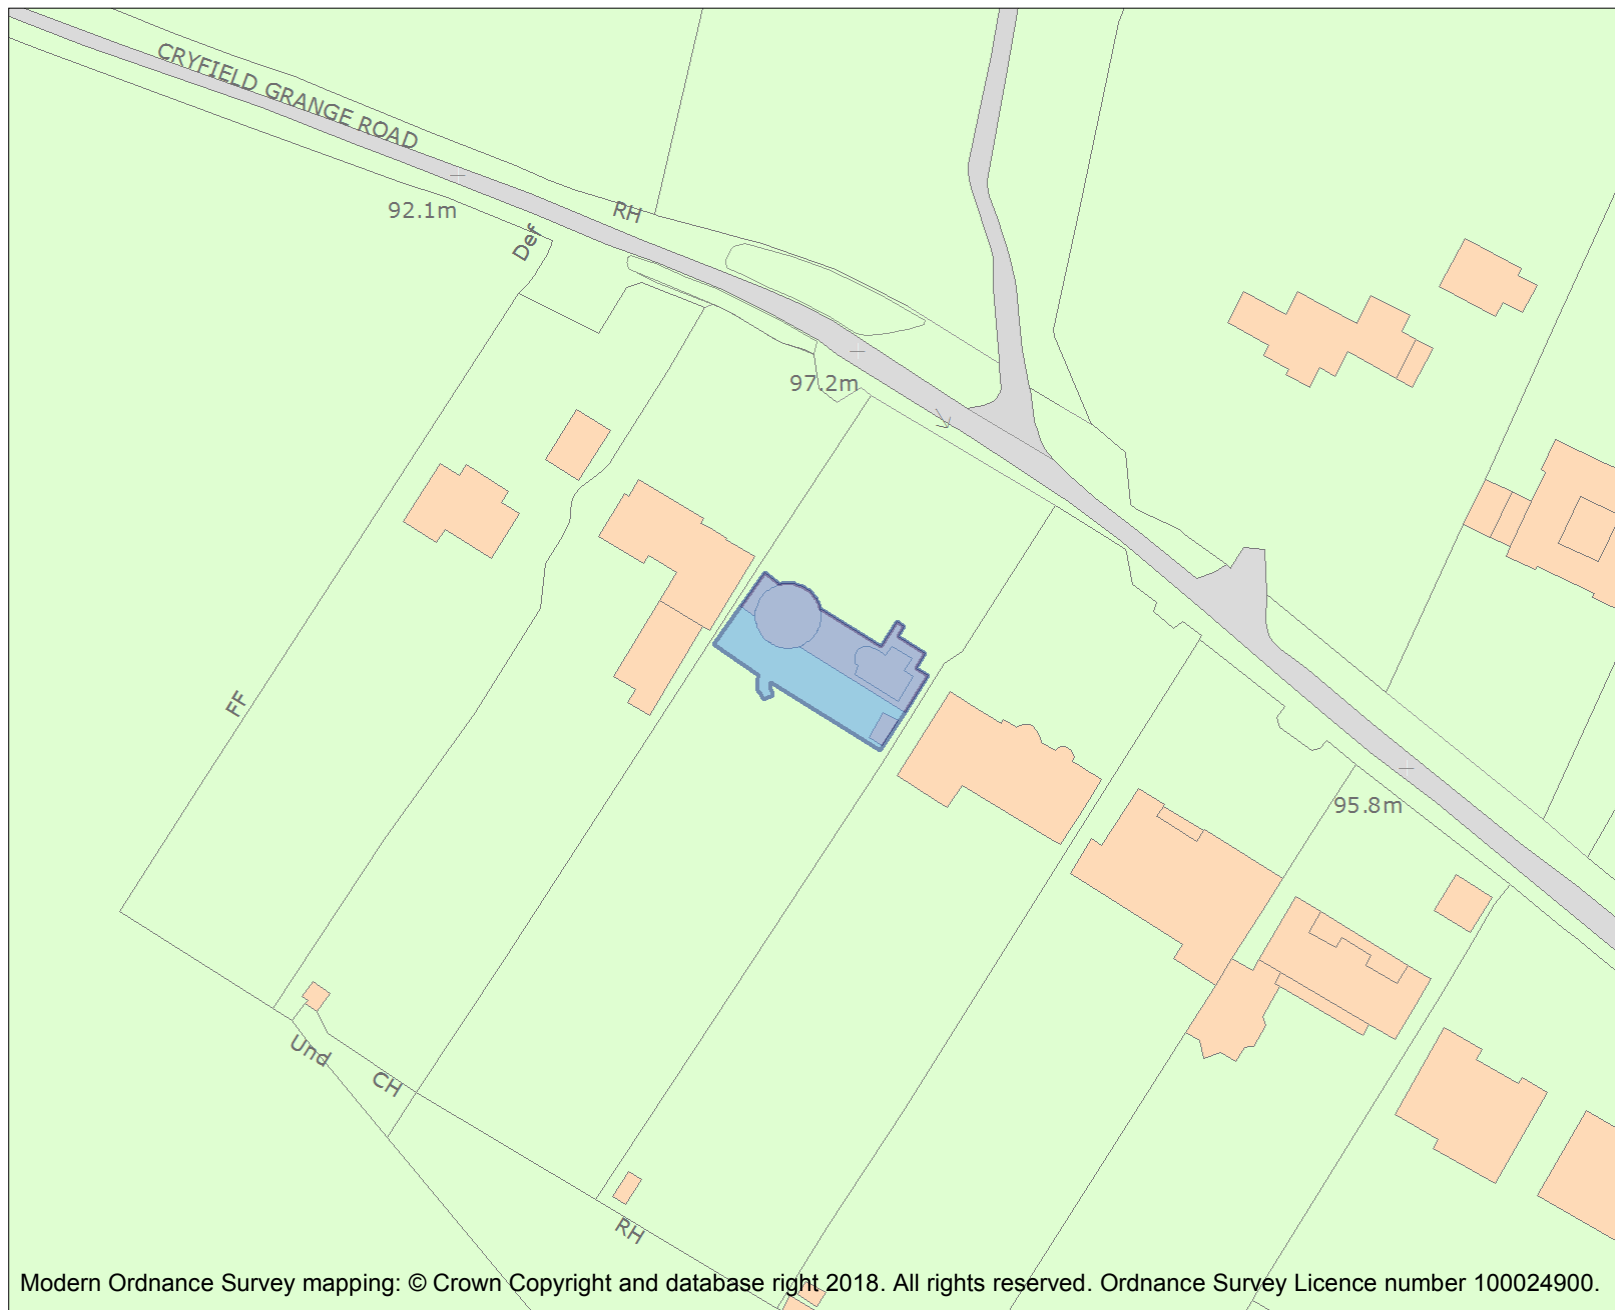 CRYFIELD GRANGE ROAD
92.1m
Def
RH
97.2m
FF
95.8m
Und
CH
RH
Modern Ordnance Survey mapping: © Crown Copyright and database right 2018. All rights reserved. Ordnance Survey Licence number 100024900.